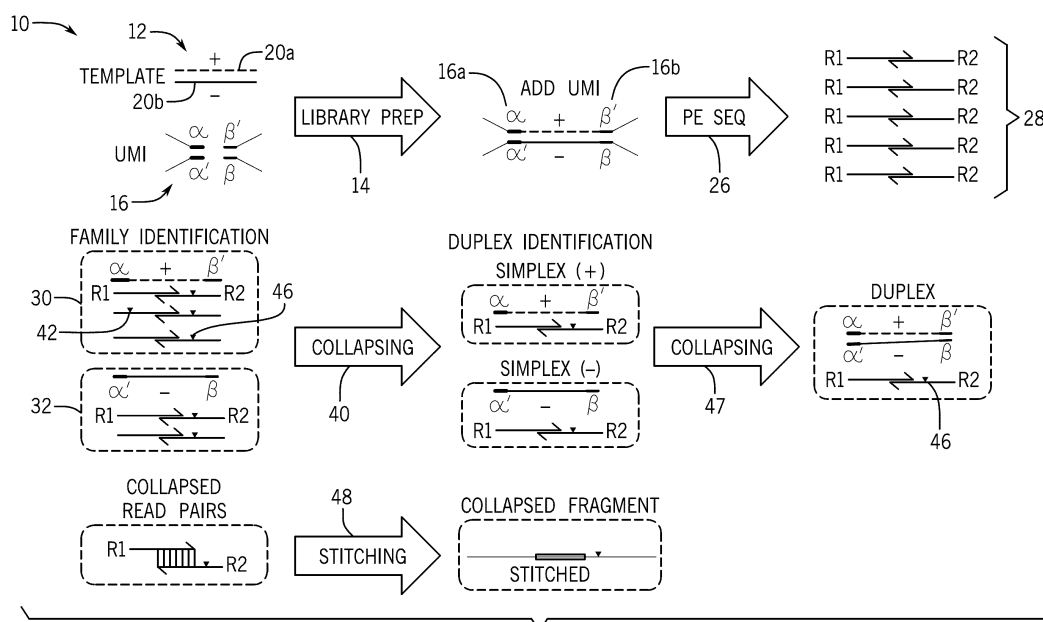 10
12
+
20a
TEMPLATE
20b
−
α β′
UMI
α′ β
16
LIBRARY PREP
14
16a
ADD UMI
16b
α + β′
α′ − β
PE SEQ
26
R1 R2
R1 R2
R1 R2
R1 R2
R1 R2
28
FAMILY IDENTIFICATION
α + β′
30
R1 R2
46
42
α′ − β
32
R1 R2
COLLAPSING
40
DUPLEX IDENTIFICATION
SIMPLEX (+)
α + β′
R1 R2
SIMPLEX (−)
α′ − β
R1 R2
COLLAPSING
47
DUPLEX
α + β′
α′ − β
R1 R2
46
COLLAPSED
READ PAIRS
R1
R2
48
STITCHING
COLLAPSED FRAGMENT
STITCHED